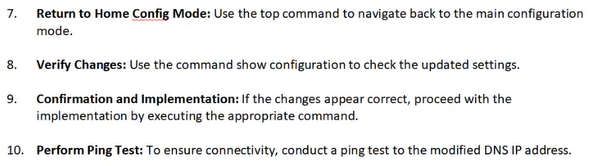 7. Return to Home Config Mode: Use the top command to navigate back to the main configuration
mode.
8. Verify Changes: Use the command show configuration to check the updated settings.
9. Confirmation and Implementation: If the changes appear correct, proceed with the
implementation by executing the appropriate command.
10. Perform Ping Test: To ensure connectivity, conduct a ping test to the modified DNS IP address.